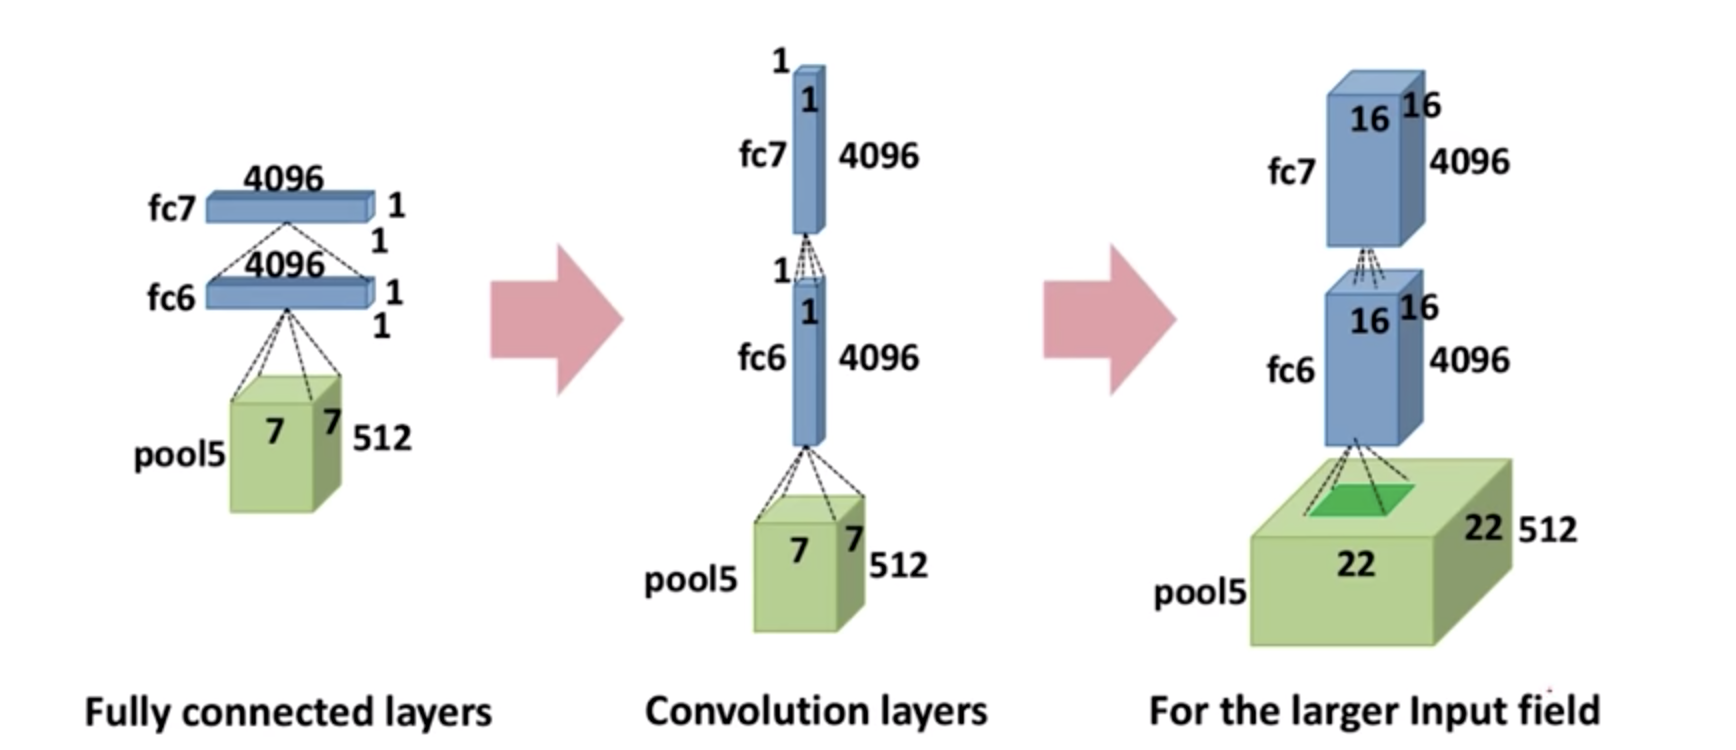 4096
fc7
1
1
4096
fc6
1
1
7
7
512
pool5
Fully connected layers
1
1
fc7
4096
1
1
fc6
4096
7
7
512
pool5
Convolution layers
16
16
fc7
4096
16
16
fc6
4096
22
512
22
pool5
For the larger Input field